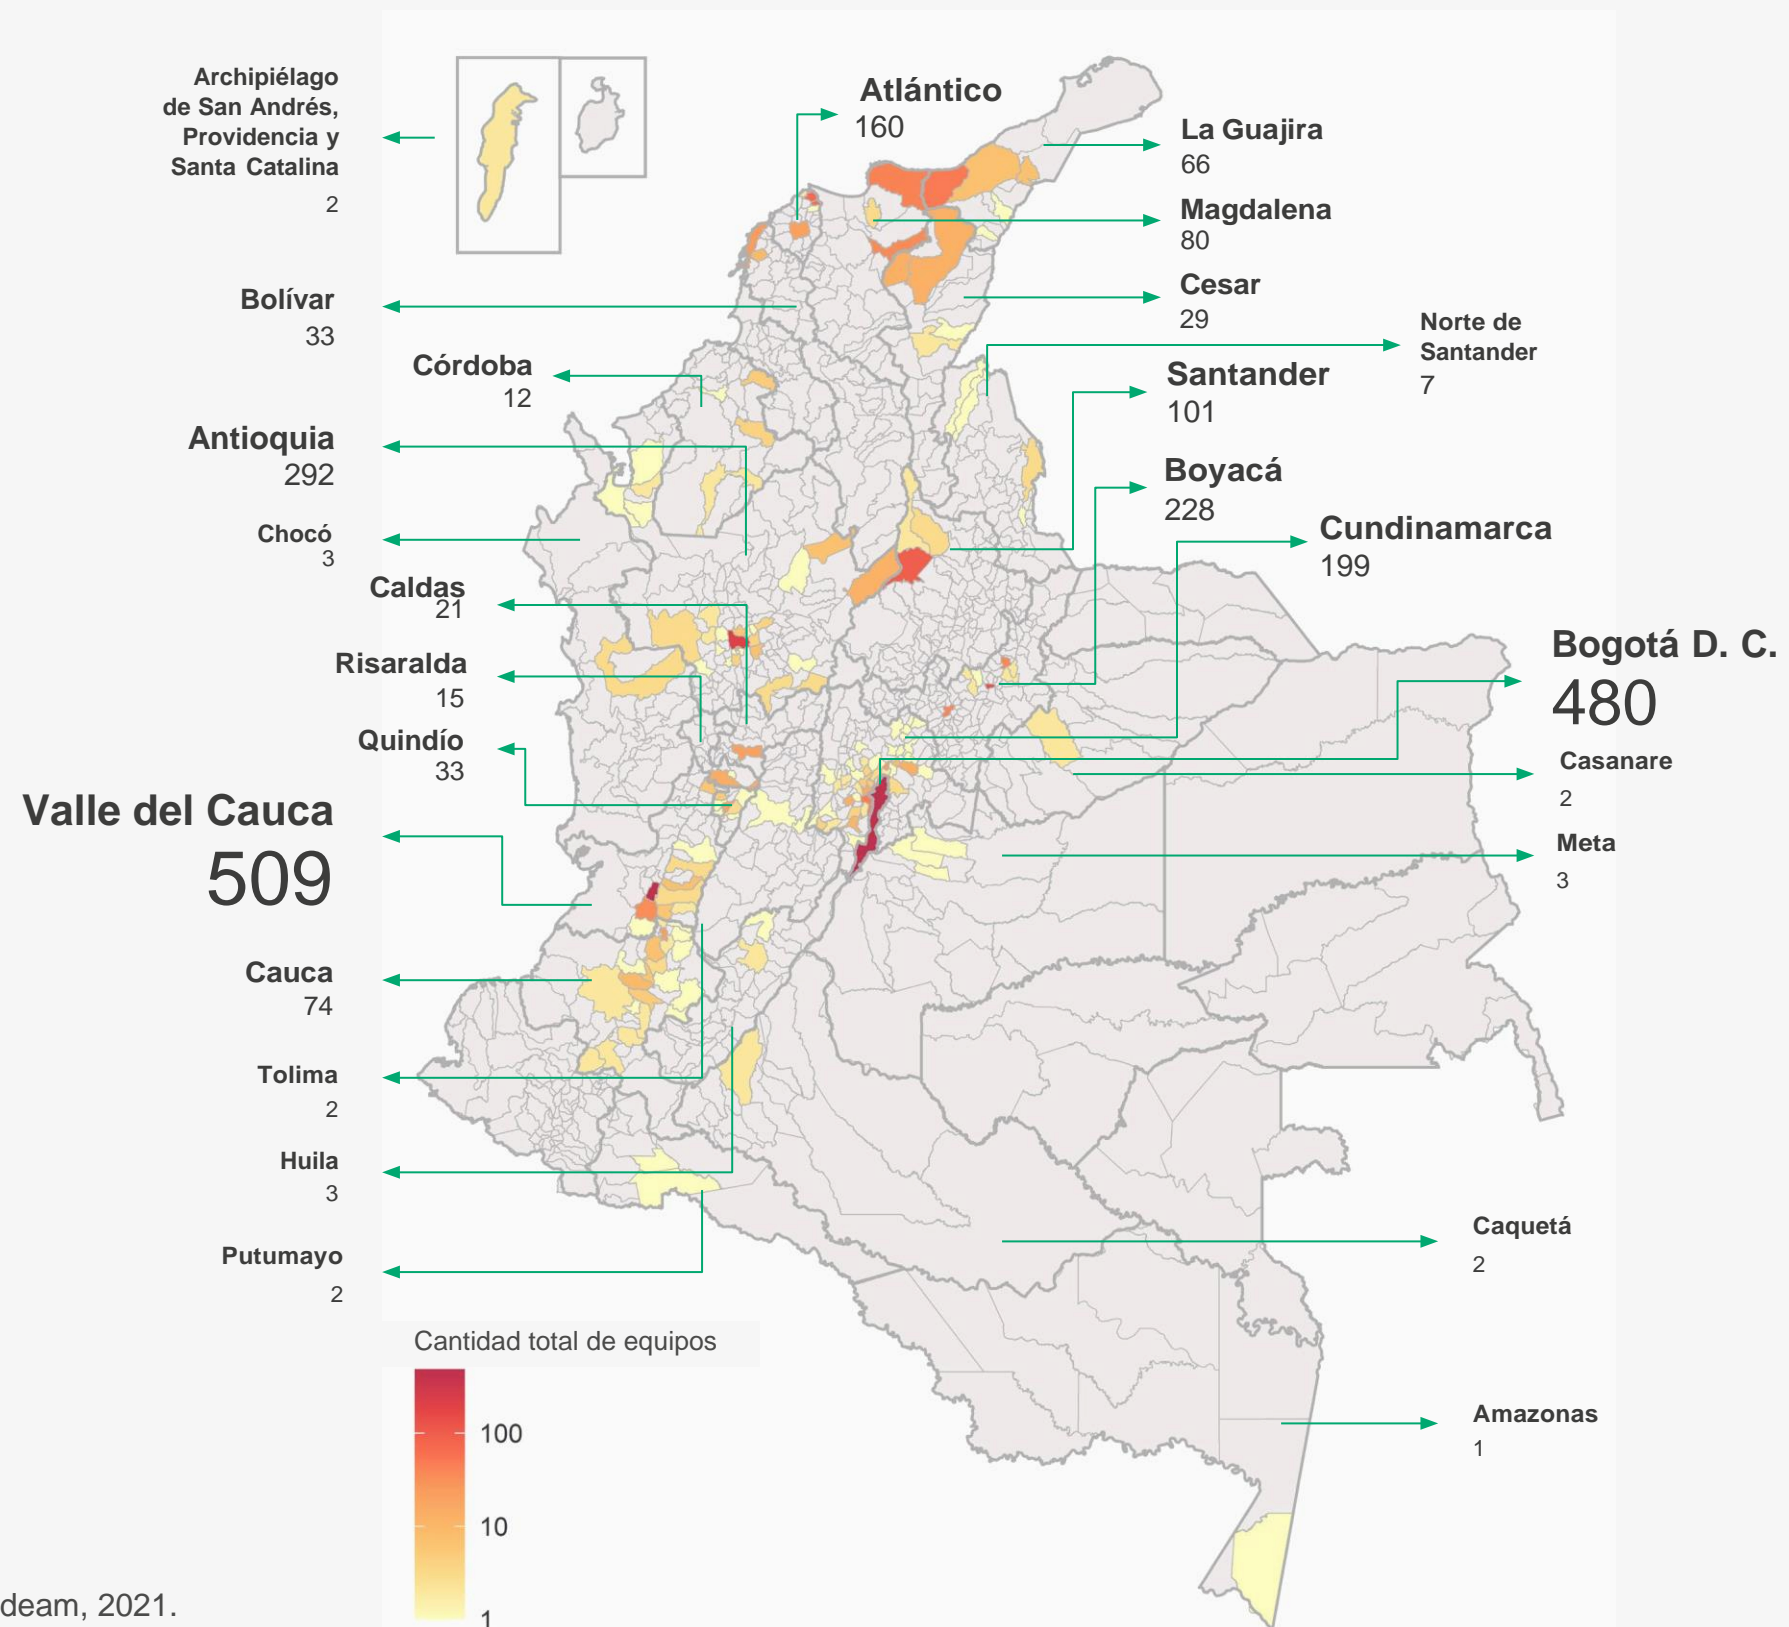 Archipiélago
de San Andrés,
Providencia y
Santa Catalina
2
Atlántico
160
La Guajira
66
Magdalena
80
Bolívar
33
Cesar
29
Norte de
Santander
7
Córdoba
12
Santander
101
Antioquia
292
Boyacá
228
Chocó
3
Cundinamarca
199
Caldas
21
Risaralda
15
Bogotá D. C.
480
Quindío
33
Casanare
2
Valle del Cauca
509
Meta
3
Cauca
74
Tolima
2
Huila
3
Putumayo
2
Caquetá
2
Amazonas
1
Cantidad total de equipos
100
10
1
deam, 2021.